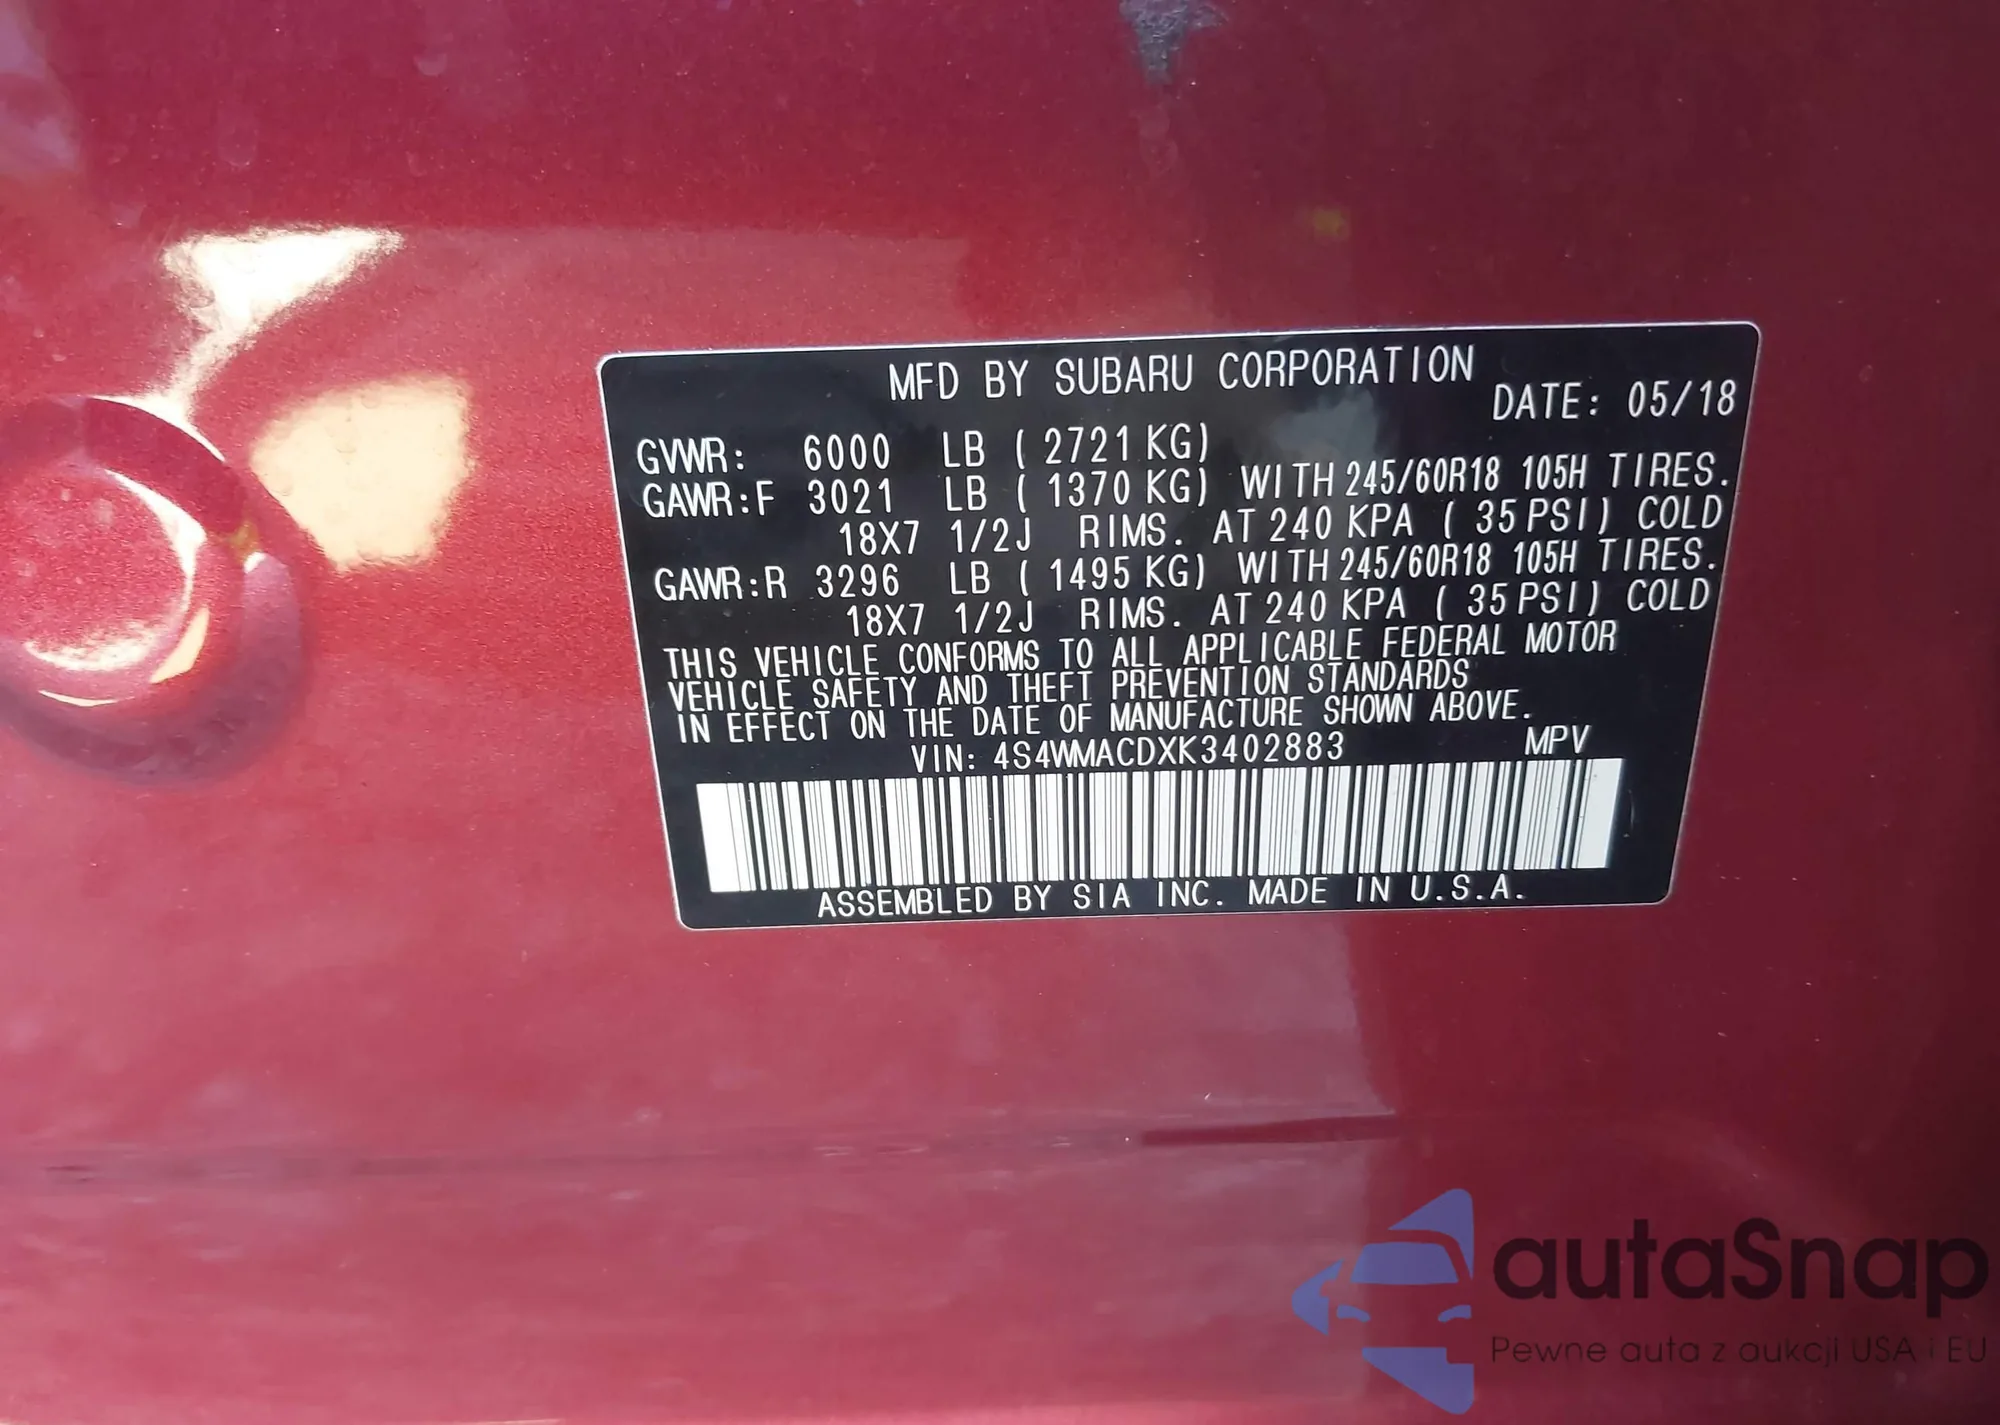 MFD BY SUBARU CORPORATION
DATE: 05/18
GVWR: 6000 LB ( 2721 KG)
GAWR:F 3021 LB ( 1370 KG) WITH 245/60R18 105H TIRES.
18X7 1/2J RIMS. AT 240 KPA ( 35 PSI) COLD
GAWR:R 3296 LB ( 1495 KG) WITH 245/60R18 105H TIRES.
18X7 1/2J RIMS. AT 240 KPA ( 35 PSI) COLD
THIS VEHICLE CONFORMS TO ALL APPLICABLE FEDERAL MOTOR
VEHICLE SAFETY AND THEFT PREVENTION STANDARDS
IN EFFECT ON THE DATE OF MANUFACTURE SHOWN ABOVE.
VIN: 4S4WMACDXK3402883 MPV
ASSEMBLED BY SIA INC. MADE IN U.S.A.
autaSnap
Pewne auta z aukcji USA i EU